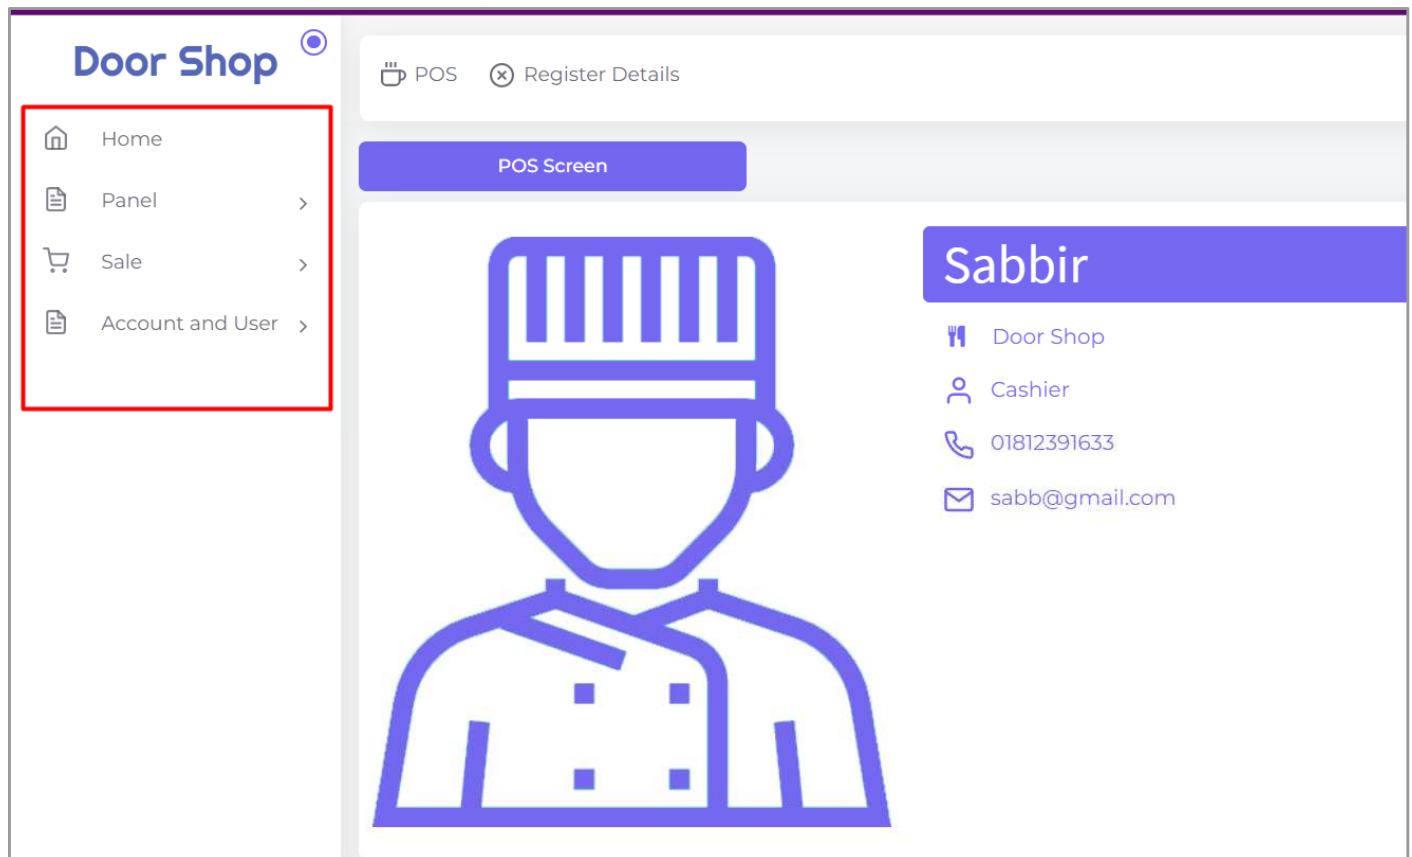 Door Shop
Home
Panel
Sale
Account and User
POS Register Details
POS Screen
Sabbir
Door Shop
Cashier
01812391633
sabb@gmail.com